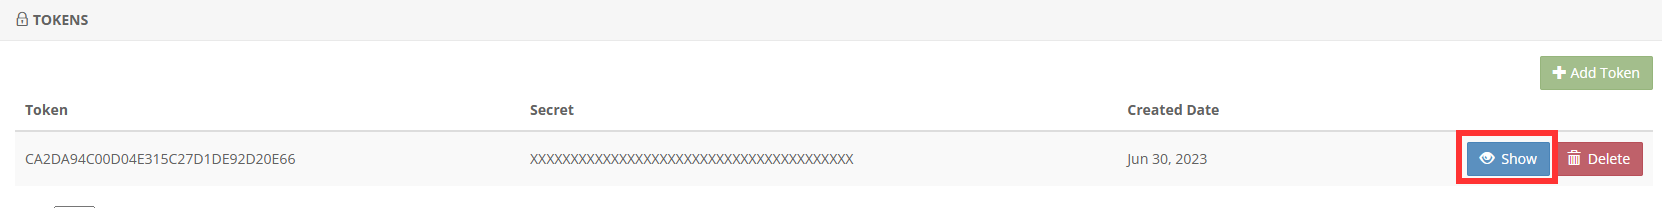 TOKENS
Add Token
Token Secret Created Date
CA2DA94C00D04E315C27D1DE92D20E66 XXXXXXXXXXXXXXXXXXXXXXXXXXXXXXXXXXXXXXXX Jun 30, 2023 Show Delete